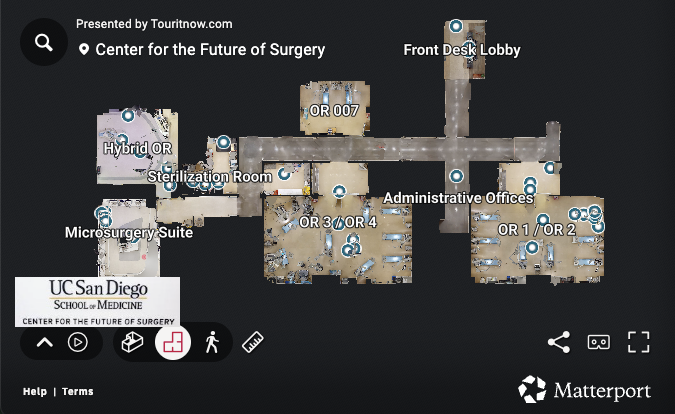 Presented by Touritnow.com
Center for the Future of Surgery
Front Desk Lobby
OR 007
Hybrid OR
Sterilization Room
Administrative Offices
OR 3 / OR 4
OR 1 / OR 2
Microsurgery Suite
UC San Diego
SCHOOL OF MEDICINE
CENTER FOR THE FUTURE OF SURGERY
Help | Terms
Matterport